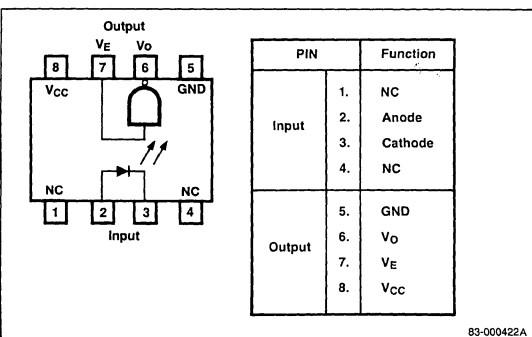 Output
VE VO
8 7 6 5
VCC GND
NC NC
1 2 3 4
Input
PIN Function
Input
1. NC
2. Anode
3. Cathode
4. NC
Output
5. GND
6. VO
7. VE
8. VCC
83-000422A